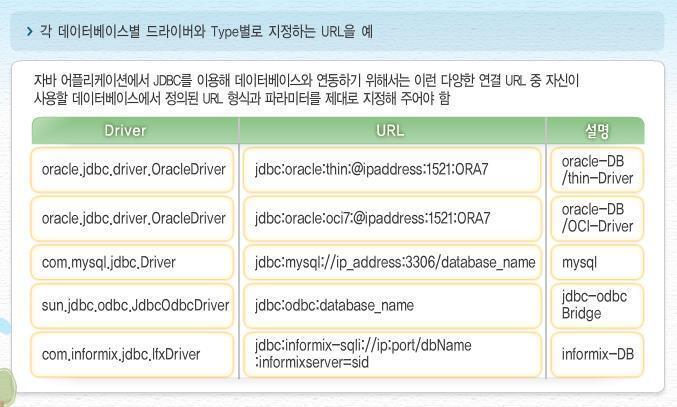 > 각 데이터베이스별 드라이버와 Type별로 지정하는 URL을 예
자바 어플리케이션에서 JDBC를 이용해 데이터베이스와 연동하기 위해서는 이런 다양한 연결 URL 중 자신이
사용할 데이터베이스에서 정의된 URL 형식과 파라미터를 제대로 지정해 주어야 함
Driver URL 설명
oracle.jdbc.driver.OracleDriver jdbc:oracle:thin:@ipaddress:1521:ORA7 oracle-DB
/thin-Driver
oracle.jdbc.driver.OracleDriver jdbc:oracle:oci7:@ipaddress:1521:ORA7 oracle-DB
/OCI-Driver
com.mysql.jdbc.Driver jdbc:mysql://ip_address:3306/database_name mysql
sun.jdbc.odbc.JdbcOdbcDriver jdbc:odbc:database_name jdbc-odbc
Bridge
com.informix.jdbc.IfxDriver jdbc:informix-sqli://ip:port/dbName
:informixserver=sid informix-DB